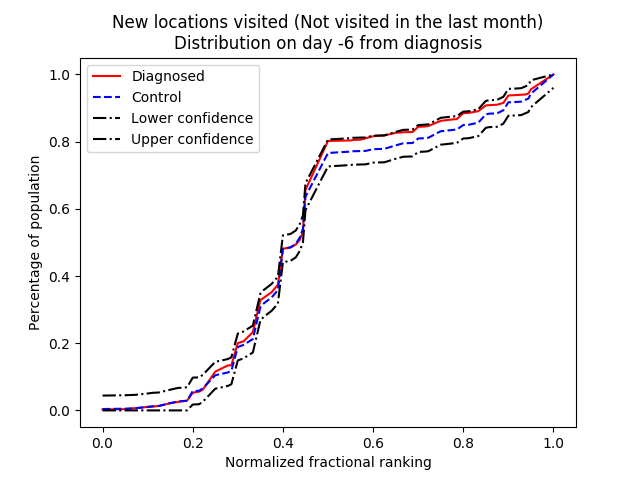 New locations visited (Not visited in the last month)
Distribution on day -6 from diagnosis
Diagnosed
Control
Lower confidence
Upper confidence
Percentage of population
1.0
0.8
0.6
0.4
0.2
0.0
0.0 0.2 0.4 0.6 0.8 1.0
Normalized fractional ranking